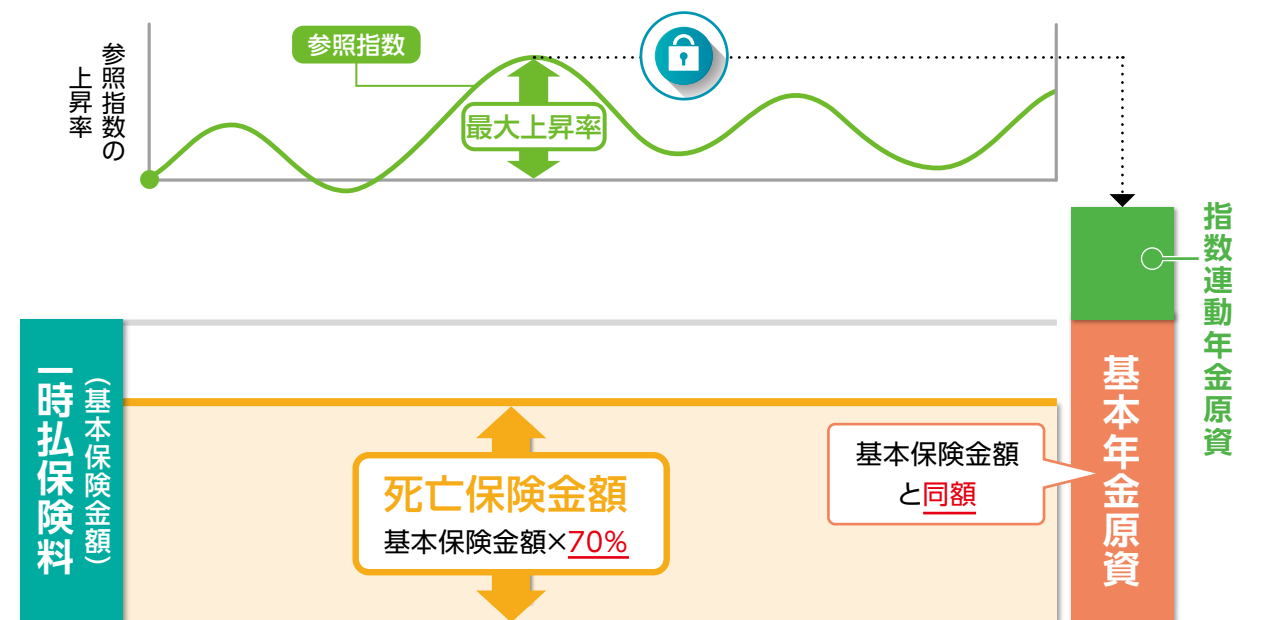 参照指数の
上昇率
参照指数
最大上昇率
指数連動年金原資
一時払保険料
（基本保険金額）
死亡保険金額
基本保険金額×70%
基本保険金額
と同額
基本年金原資